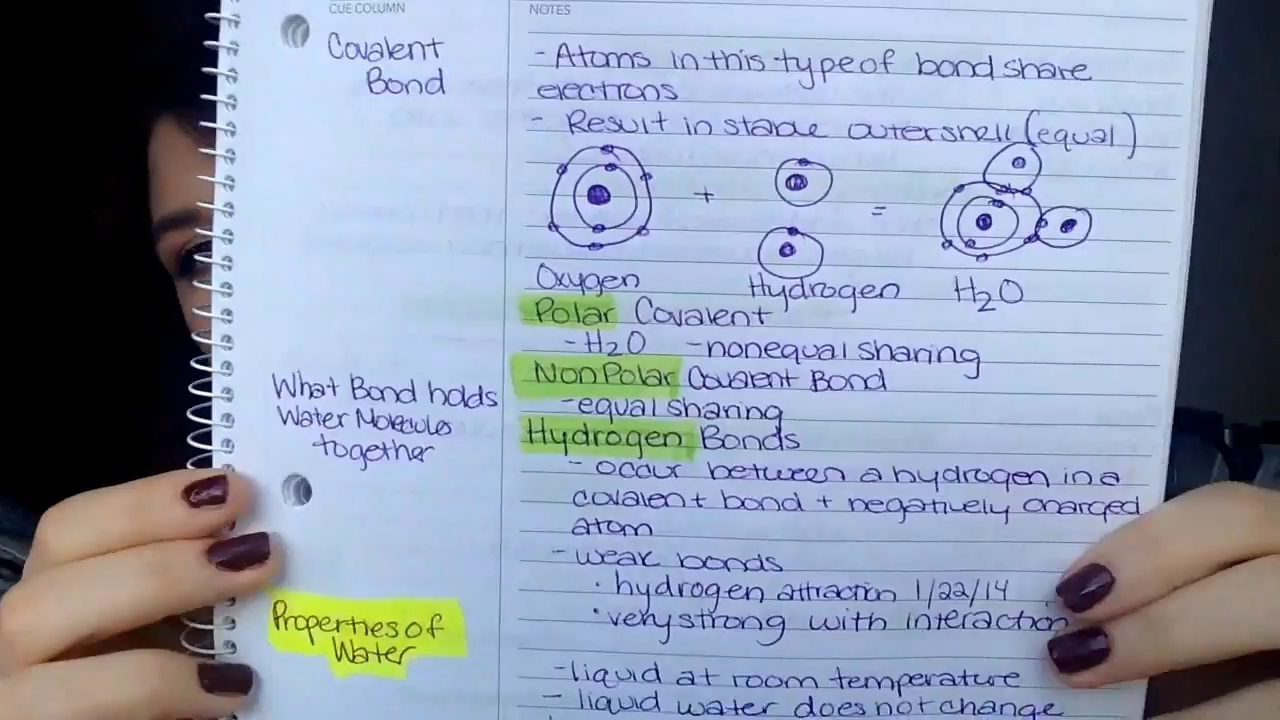 CUE COLUMN
NOTES
Covalent
Bond
- Atoms in this type of bond share
electrons
- Result in stable outershell (equal)
+
=
Oxygen
Hydrogen
H2O
Polar Covalent
- H2O - nonequal sharing
NonPolar Covalent Bond
- equal sharing
What Bond holds
Water Molecules
together
Hydrogen Bonds
- occur between a hydrogen in a
covalent bond + negatively charged
atom
- weak bonds
· hydrogen attraction 1/22/14
· very strong with interaction
Properties of
Water
- liquid at room temperature
- liquid water does not change